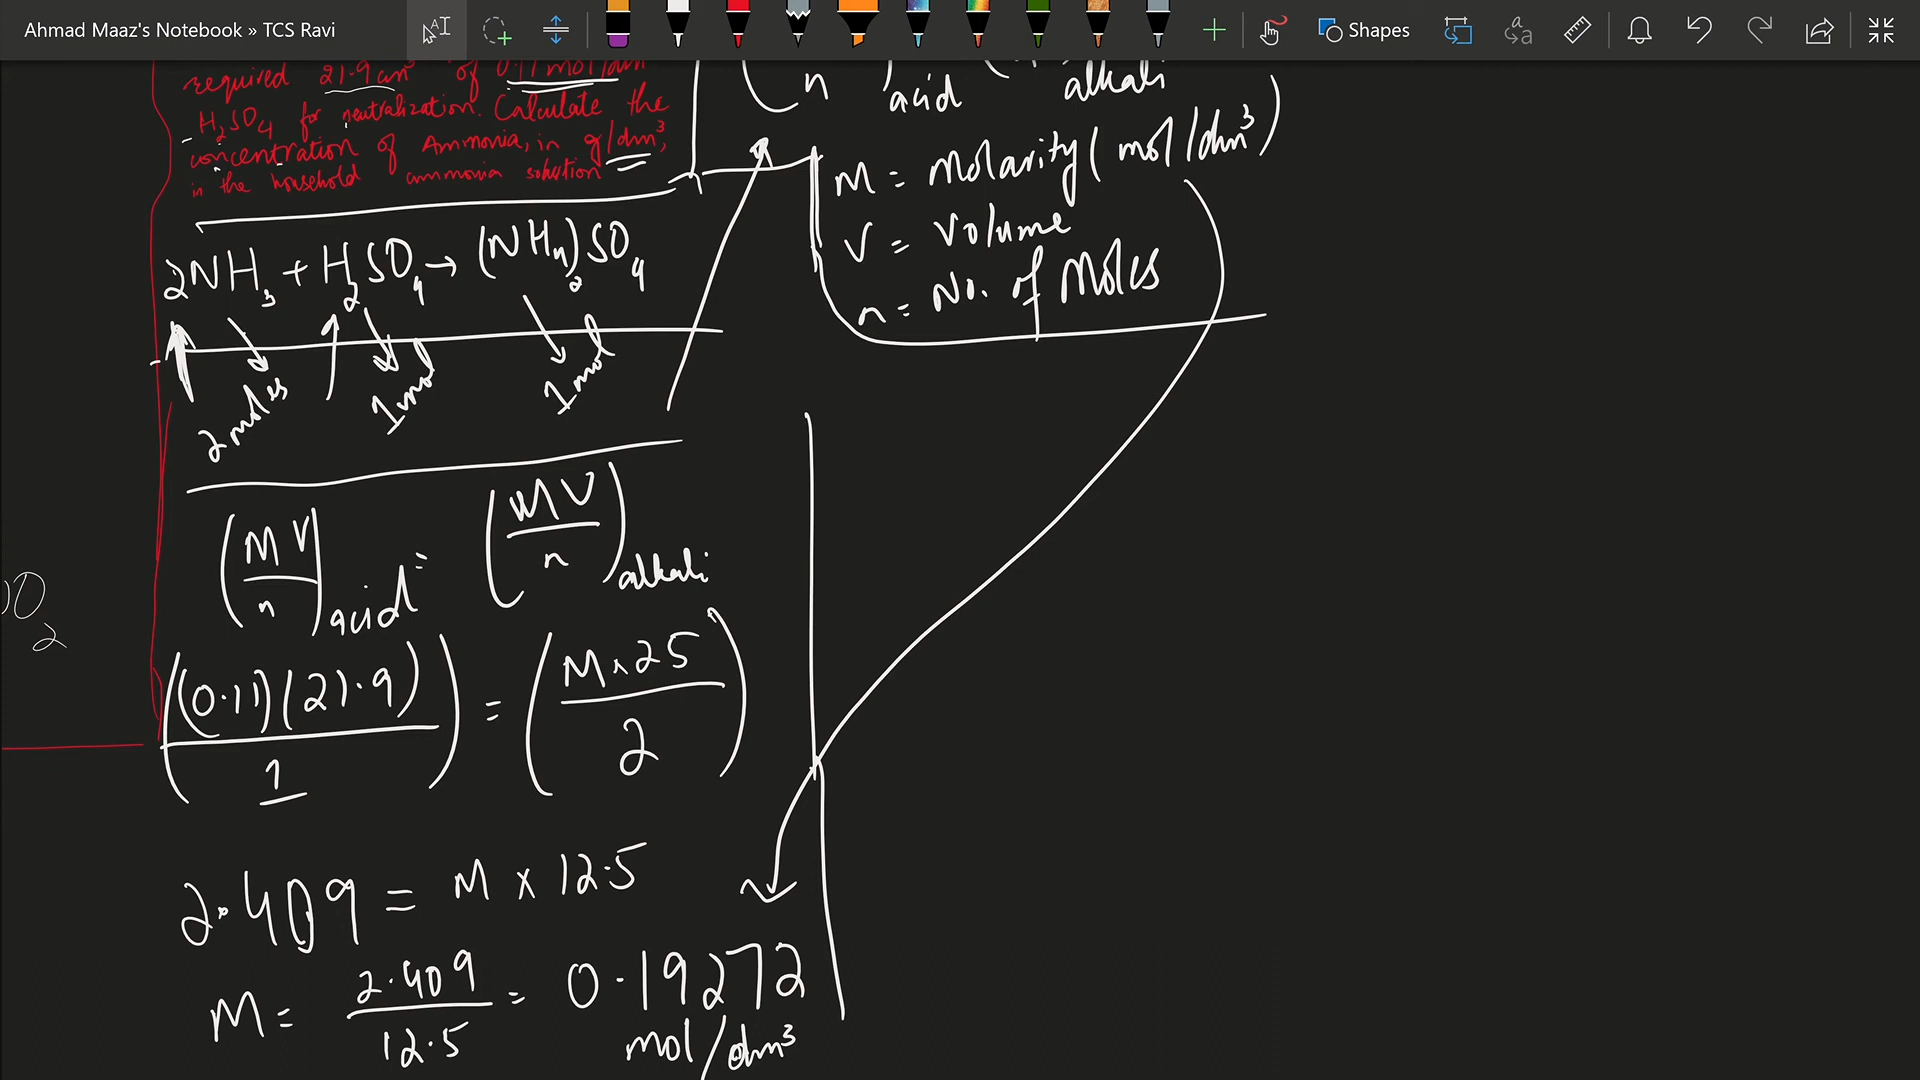 Ahmad Maaz's Notebook » TCS Ravi
Shapes
required 21.9 cm³ of 0.11 mol/dm³
H₂SO₄ for neutralization. Calculate the
concentration of Ammonia, in g/dm³,
in the household ammonia solution
n acid alkali
M = Molarity (mol/dm³)
V = Volume
n = No. of Moles
2NH₃ + H₂SO₄ → (NH₄)₂SO₄
2 moles 1 mol 1 mol
(MV/n) acid = (MV/n) alkali
((0.11)(21.9)/1) = (M×25/2)
2.409 = M × 12.5
M = 2.409/12.5 = 0.19272
mol/dm³
O₂